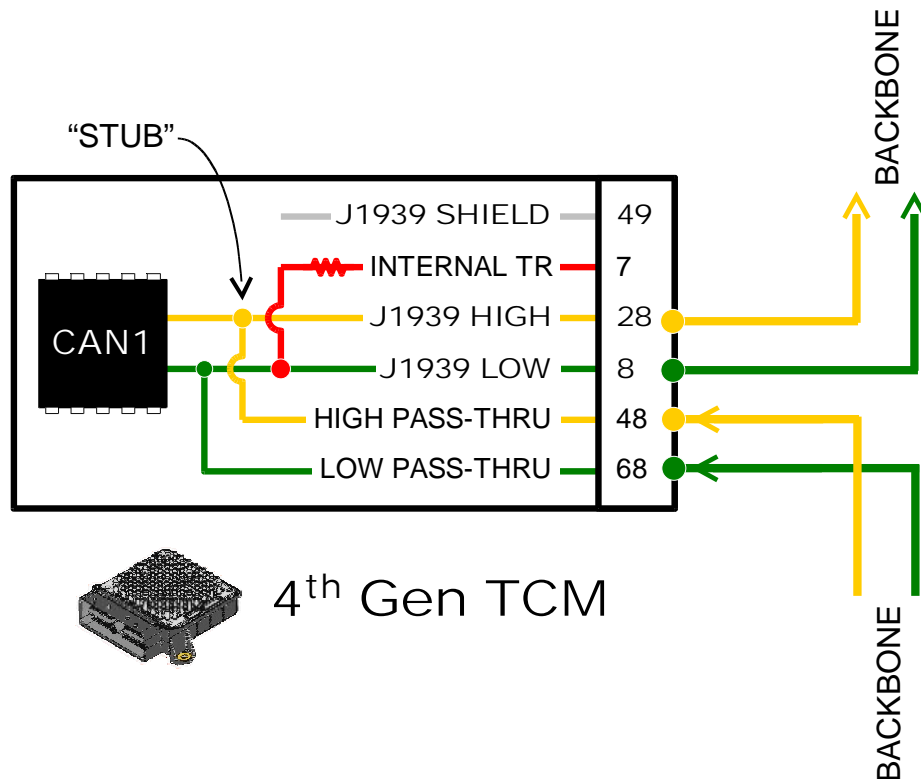 BACKBONE
“STUB”
J1939 SHIELD 49
INTERNAL TR 7
J1939 HIGH 28
CAN1
J1939 LOW 8
HIGH PASS-THRU 48
LOW PASS-THRU 68
4th Gen TCM
BACKBONE